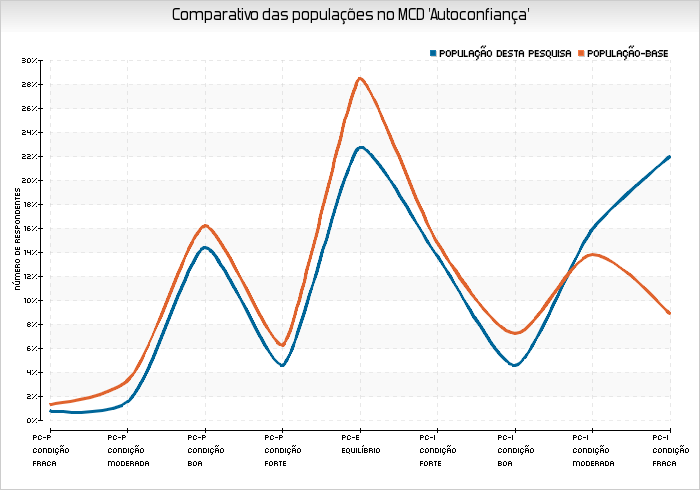 Comparativo das populações no MCD 'Autoconfiança'
POPULAÇÃO DESTA PESQUISA POPULAÇÃO-BASE
30%
28%
26%
24%
22%
20%
18%
16%
14%
12%
10%
8%
6%
4%
2%
0%
NÚMERO DE RESPONDENTES
PC-P PC-P PC-P PC-P PC-E PC-I PC-I PC-I PC-I
CONDIÇÃO CONDIÇÃO CONDIÇÃO CONDIÇÃO EQUILÍBRIO CONDIÇÃO CONDIÇÃO CONDIÇÃO CONDIÇÃO
FRACA MODERADA BOA FORTE FORTE BOA MODERADA FRACA